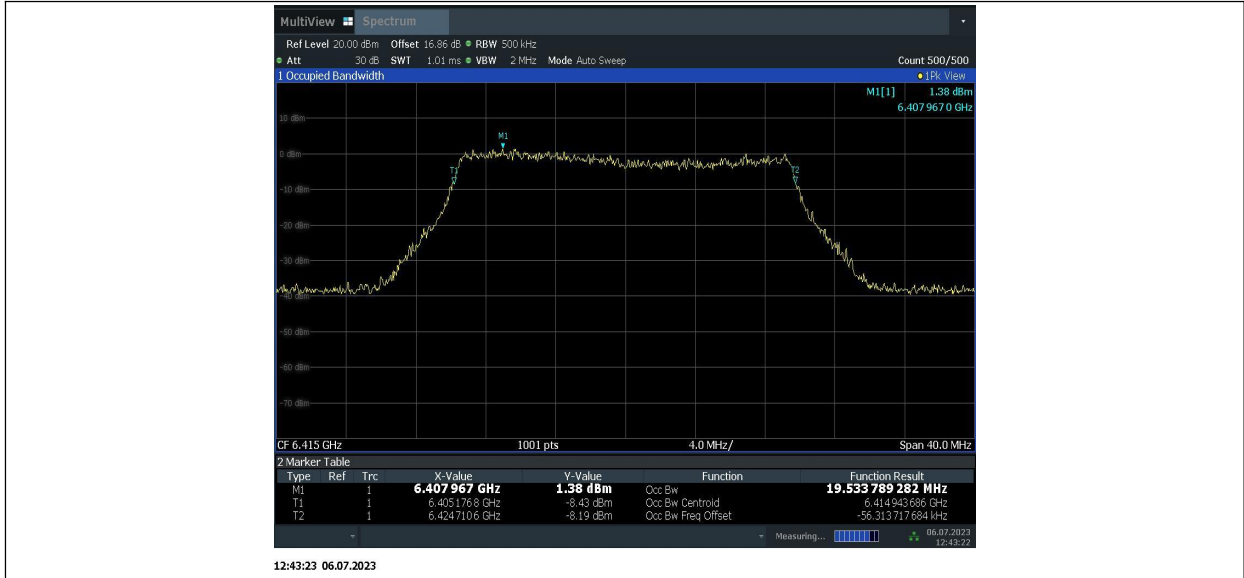 MultiView Spectrum
Ref Level 20.00 dBm Offset 16.86 dB RBW 500 kHz
Att 30 dB SWT 1.01 ms VBW 2 MHz Mode Auto Sweep Count 500/500
1 Occupied Bandwidth 1Pk View
M1[1] 1.38 dBm
6.407 967 0 GHz
10 dBm
M1
0 dBm
T1
T2
-10 dBm
-20 dBm
-30 dBm
-40 dBm
-50 dBm
-60 dBm
-70 dBm
CF 6.415 GHz 1001 pts 4.0 MHz/ Span 40.0 MHz
2 Marker Table
Type Ref Trc X-Value Y-Value Function Function Result
M1 1 6.407 967 GHz 1.38 dBm Occ Bw 19.533 789 282 MHz
T1 1 6.405 176 8 GHz -8.43 dBm Occ Bw Centroid 6.414 943 686 GHz
T2 1 6.424 710 6 GHz -8.19 dBm Occ Bw Freq Offset -56.313 717 684 kHz
Measuring... 06.07.2023
12:43:22
12:43:23 06.07.2023